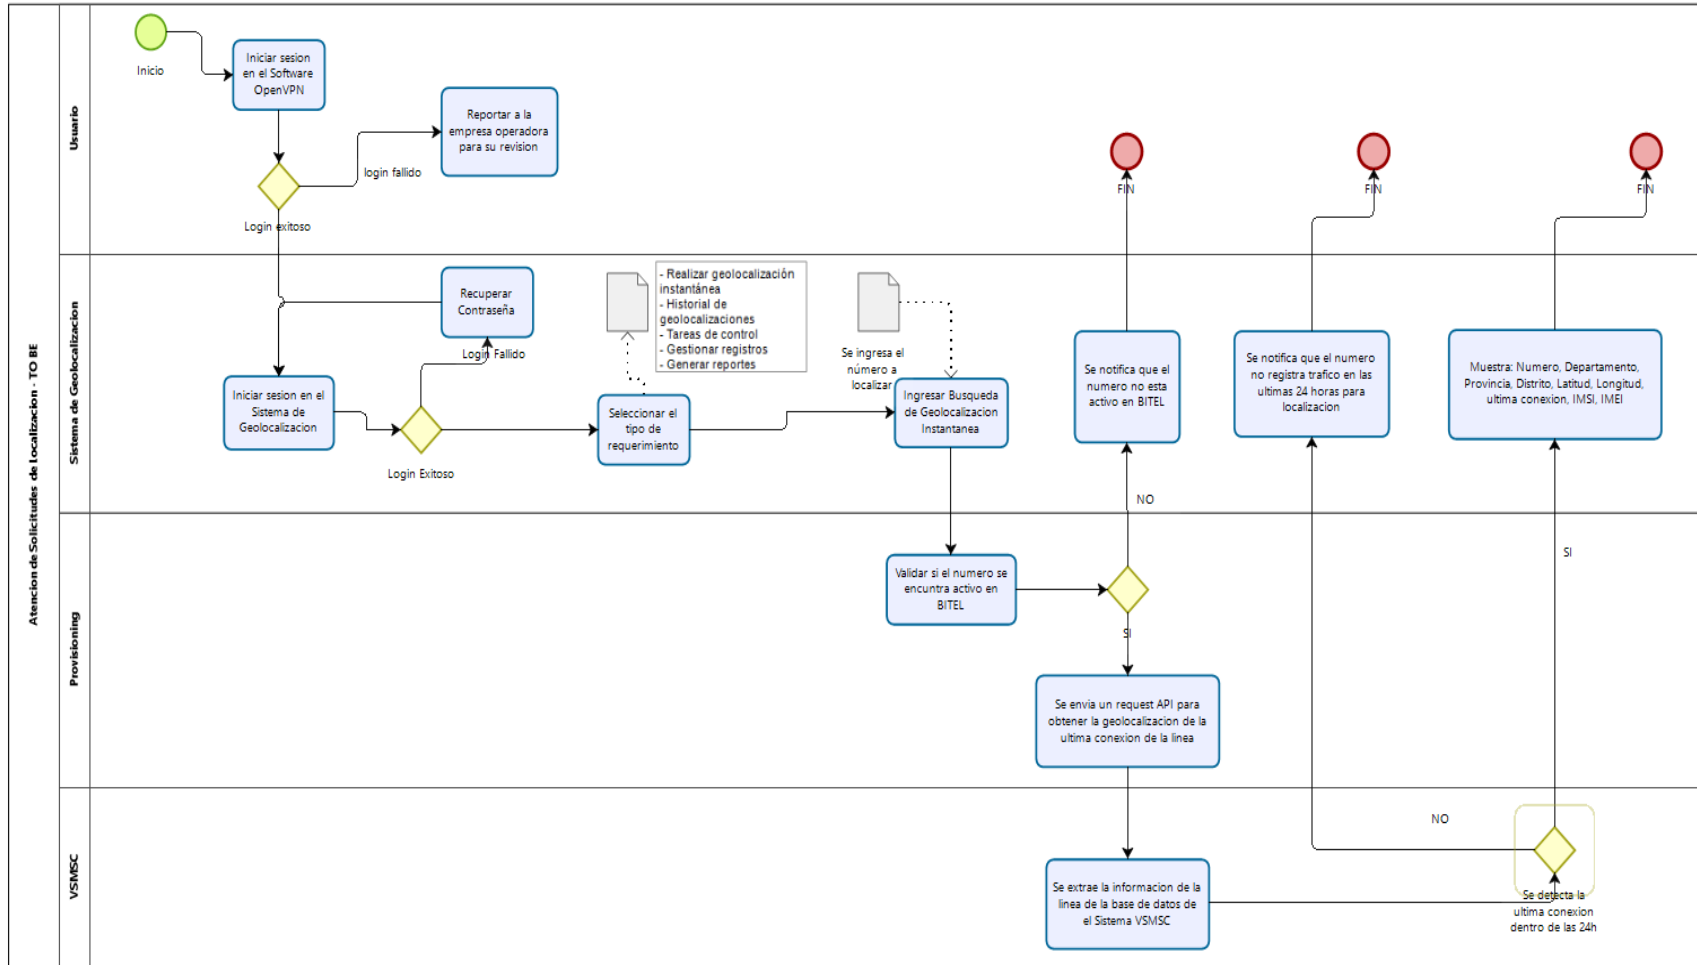 Atencion de Solicitudes de Localizacion - TO BE
Usuario
Inicio
Iniciar sesion
en el Software
OpenVPN
Reportar a la
empresa operadora
para su revision
login fallido
Login exitoso
FIN
FIN
FIN
Sistema de Geolocalizacion
Recuperar
Contraseña
Login Fallido
Iniciar sesion en el
Sistema de
Geolocalizacion
Login Exitoso
- Realizar geolocalización
instantánea
- Historial de
geolocalizaciones
- Tareas de control
- Gestionar registros
- Generar reportes
Seleccionar el
tipo de
requerimiento
Se ingresa el
número a
localizar
Ingresar Busqueda
de Geolocalizacion
Instantanea
Se notifica que el
numero no esta
activo en BITEL
Se notifica que el numero
no registra trafico en las
ultimas 24 horas para
localizacion
Muestra: Numero, Departamento,
Provincia, Distrito, Latitud, Longitud,
ultima conexion, IMSI, IMEI
NO
Provisioning
Validar si el numero se
encuntra activo en
BITEL
SI
SI
Se envia un request API para
obtener la geolocalizacion de la
ultima conexion de la linea
VSMSC
NO
Se extrae la informacion de la
linea de la base de datos de
el Sistema VSMSC
Se detecta la
ultima conexion
dentro de las 24h